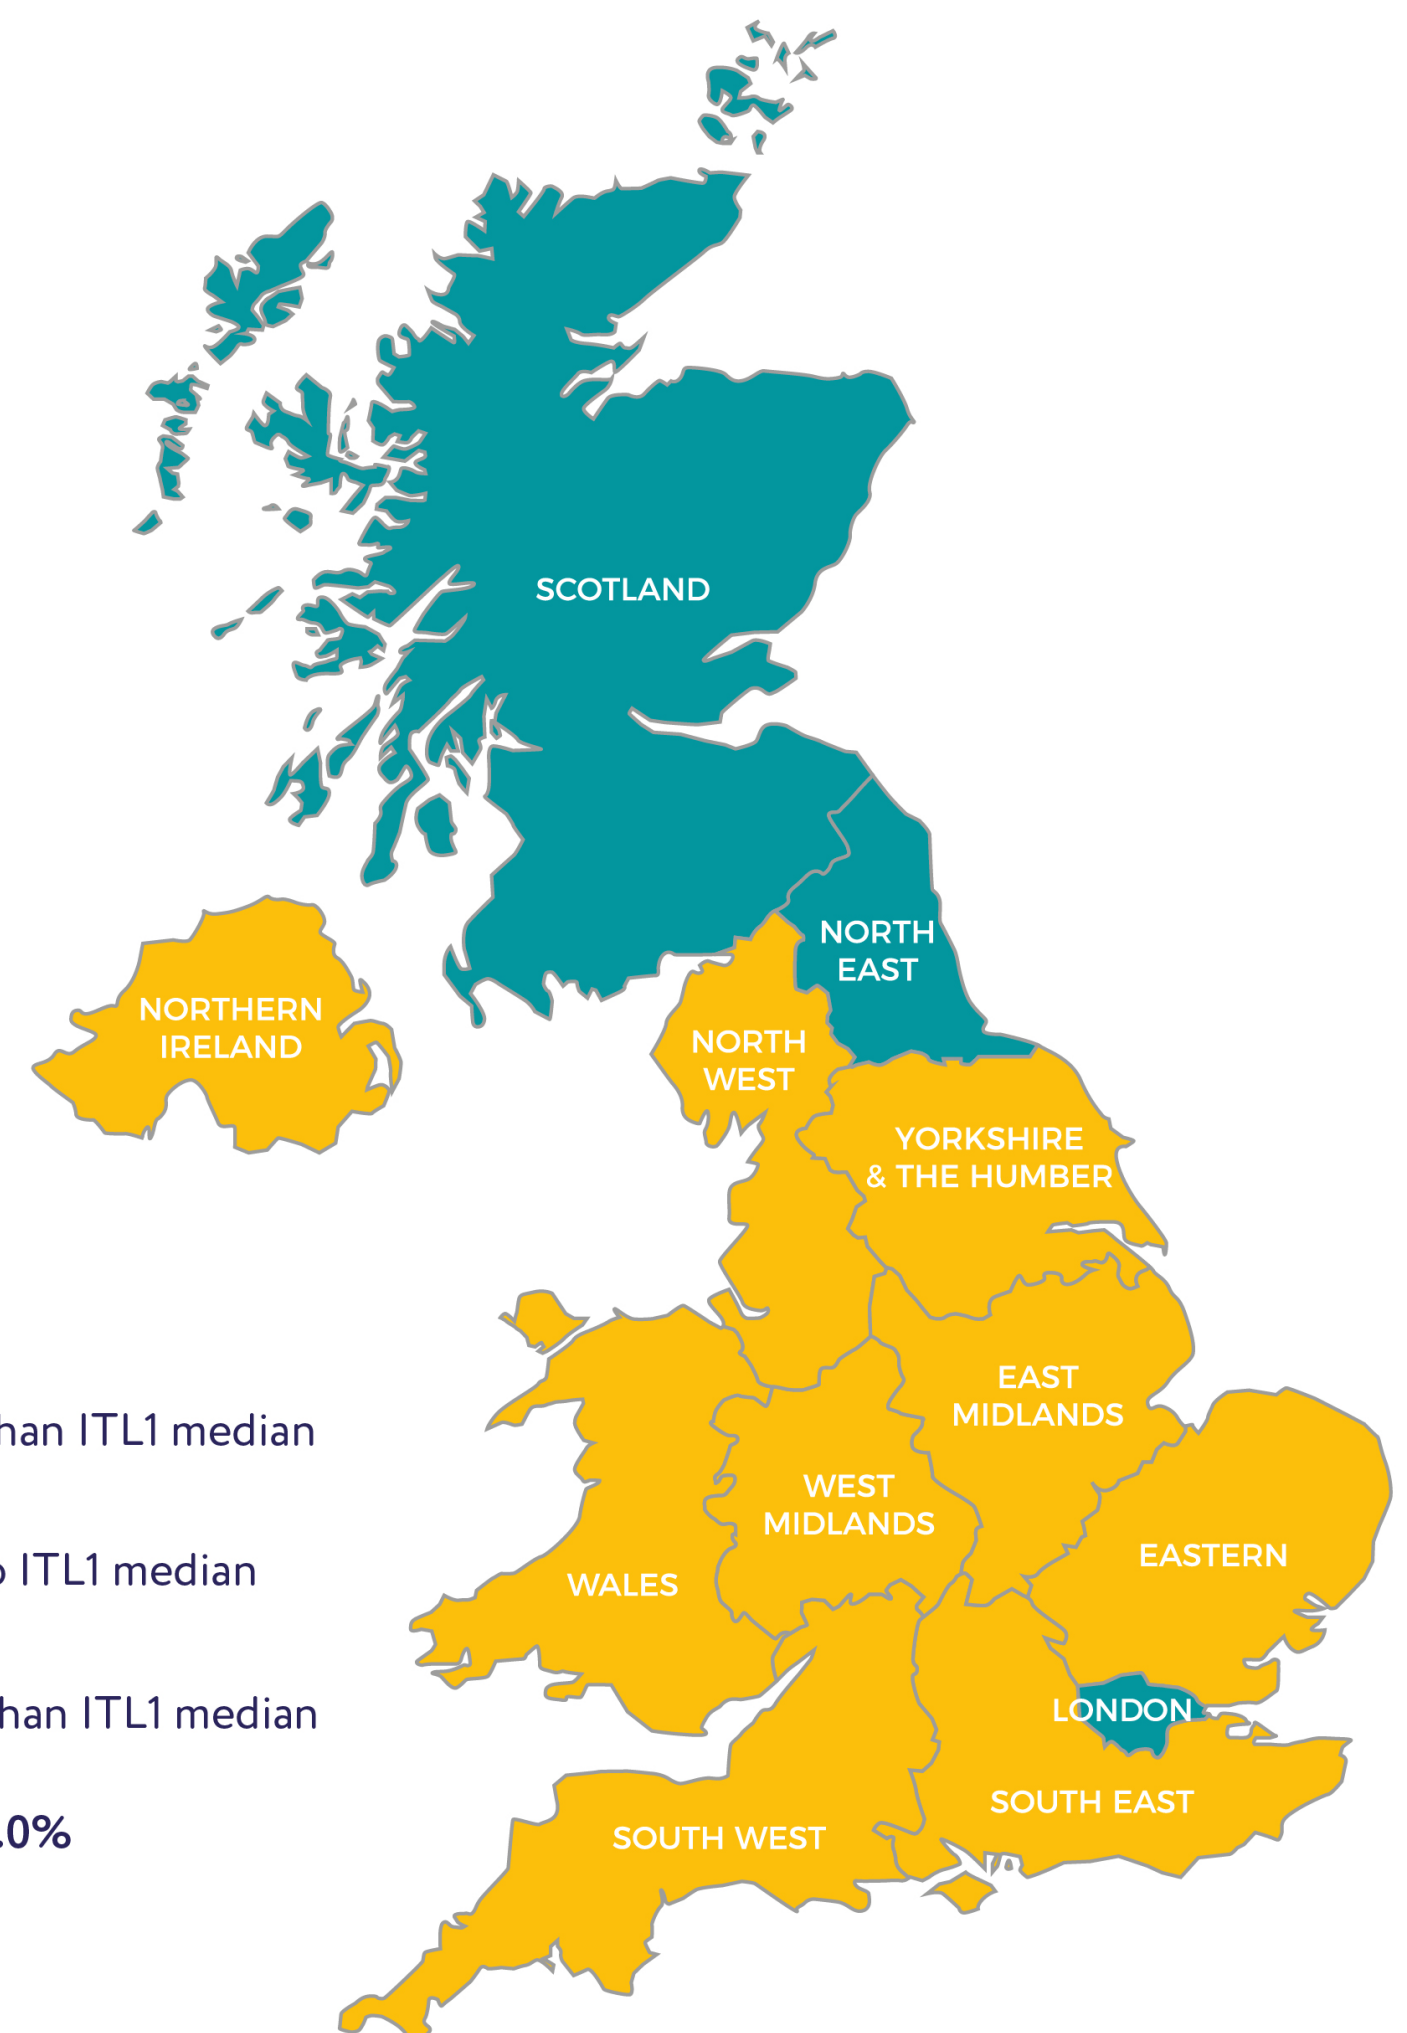 SCOTLAND
NORTH
EAST
NORTHERN
IRELAND
NORTH
WEST
YORKSHIRE
& THE HUMBER
EAST
MIDLANDS
WEST
MIDLANDS
EASTERN
WALES
LONDON
SOUTH EAST
SOUTH WEST
han ITL1 median
o ITL1 median
han ITL1 median
.0%